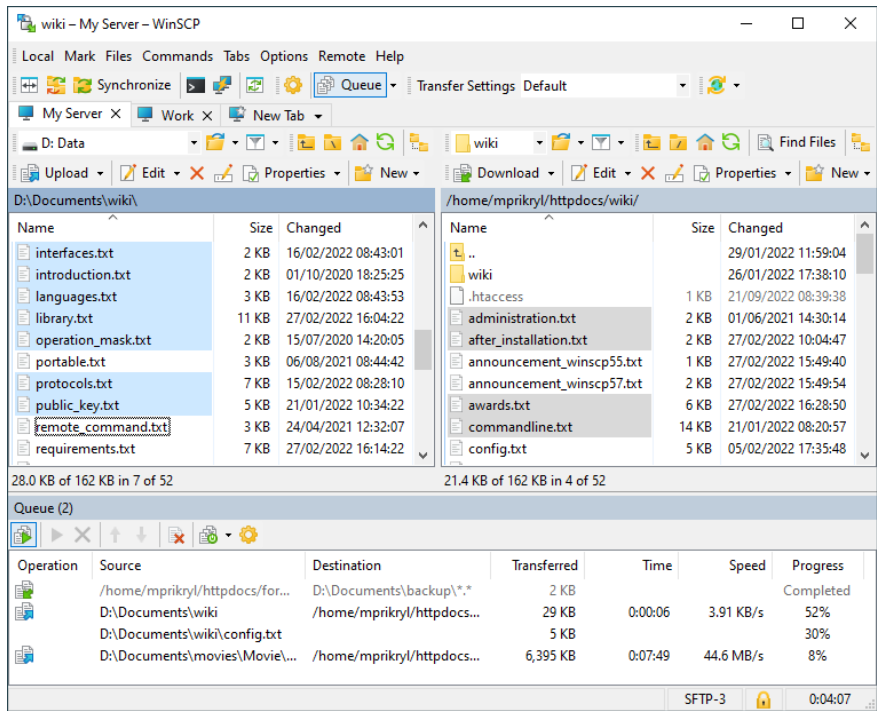 wiki – My Server – WinSCP
Local Mark Files Commands Tabs Options Remote Help
Synchronize Queue Transfer Settings Default
My Server Work New Tab
D: Data wiki Find Files
Upload Edit Properties New Download Edit Properties New
D:\Documents\wiki\ /home/mprikryl/httpdocs/wiki/
Name Size Changed Name Size Changed
interfaces.txt 2 KB 16/02/2022 08:43:01 .. 29/01/2022 11:59:04
introduction.txt 2 KB 01/10/2020 18:25:25 wiki 26/01/2022 17:38:10
languages.txt 3 KB 16/02/2022 08:43:53 .htaccess 1 KB 21/09/2022 08:39:38
library.txt 11 KB 27/02/2022 16:04:22 administration.txt 2 KB 01/06/2021 14:30:14
operation_mask.txt 2 KB 15/07/2020 14:20:05 after_installation.txt 2 KB 27/02/2022 10:04:47
portable.txt 3 KB 06/08/2021 08:44:42 announcement_winscp55.txt 1 KB 27/02/2022 15:49:40
protocols.txt 7 KB 15/02/2022 08:28:10 announcement_winscp57.txt 2 KB 27/02/2022 15:49:54
public_key.txt 5 KB 21/01/2022 10:34:22 awards.txt 6 KB 27/02/2022 16:28:50
remote_command.txt 3 KB 24/04/2021 12:32:07 commandline.txt 14 KB 21/01/2022 08:20:57
requirements.txt 7 KB 27/02/2022 16:14:22 config.txt 5 KB 05/02/2022 17:35:48
28.0 KB of 162 KB in 7 of 52 21.4 KB of 162 KB in 4 of 52
Queue (2)
Operation Source Destination Transferred Time Speed Progress
/home/mprikryl/httpdocs/for... D:\Documents\backup\*.* 2 KB Completed
D:\Documents\wiki /home/mprikryl/httpdocs... 29 KB 0:00:06 3.91 KB/s 52%
D:\Documents\wiki\config.txt 5 KB 30%
D:\Documents\movies\Movie\... /home/mprikryl/httpdocs... 6,395 KB 0:07:49 44.6 MB/s 8%
SFTP-3 0:04:07